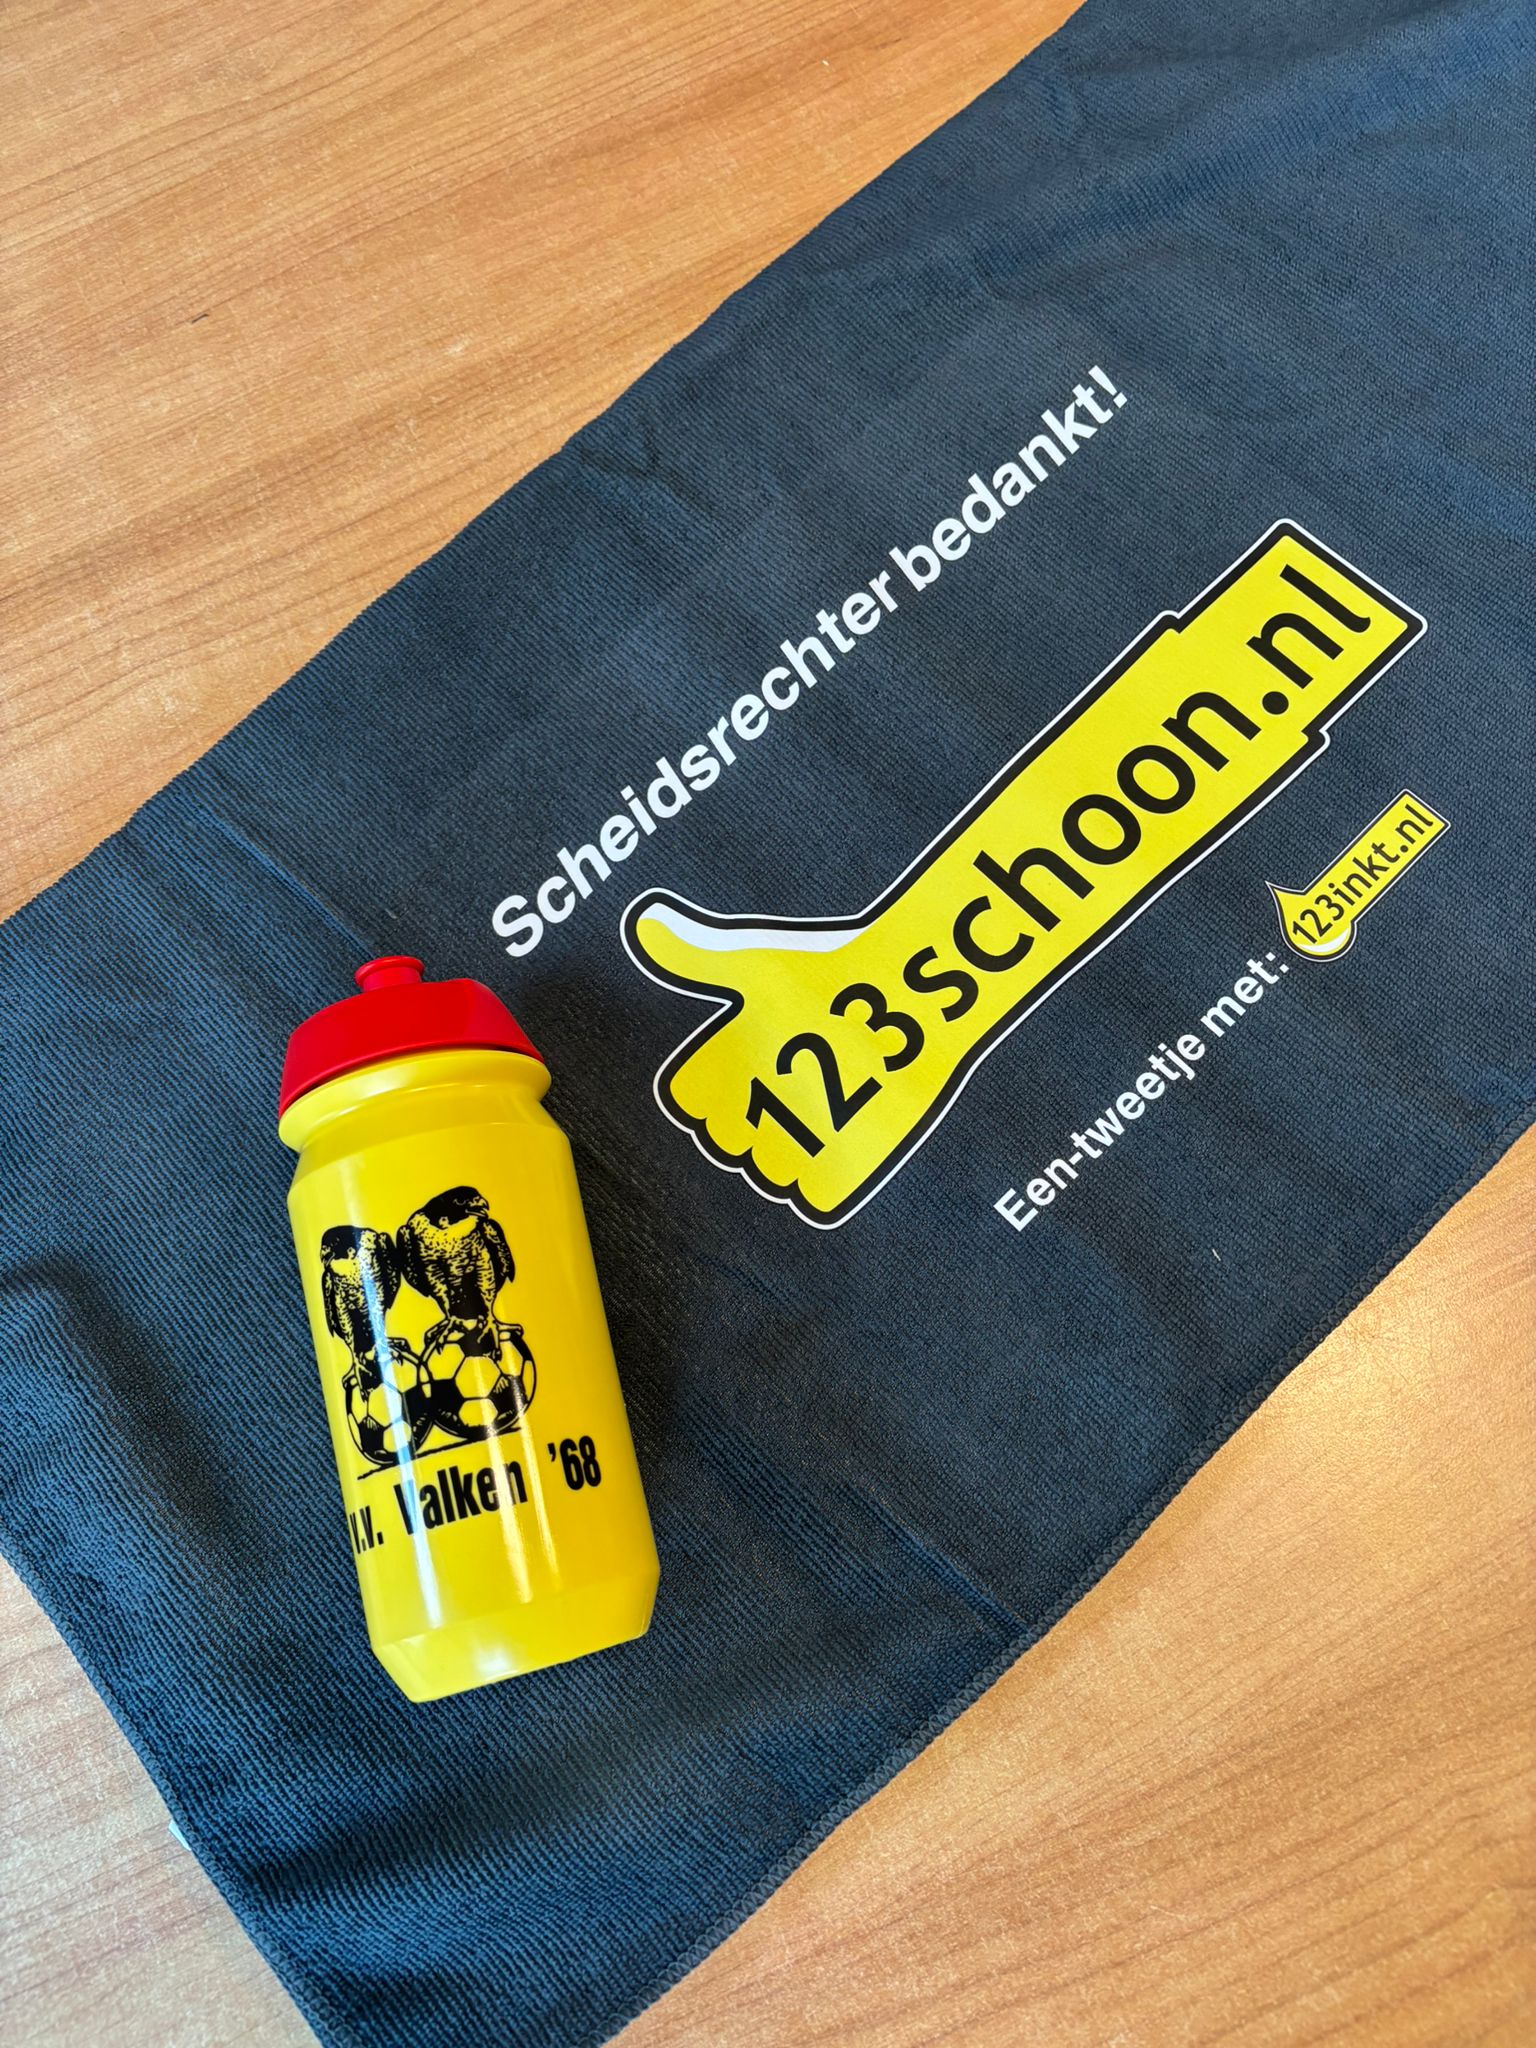 Scheidsrechter bedankt!
123schoon.nl
Een-tweetje met: 123inkt.nl
V.V. Valken '68